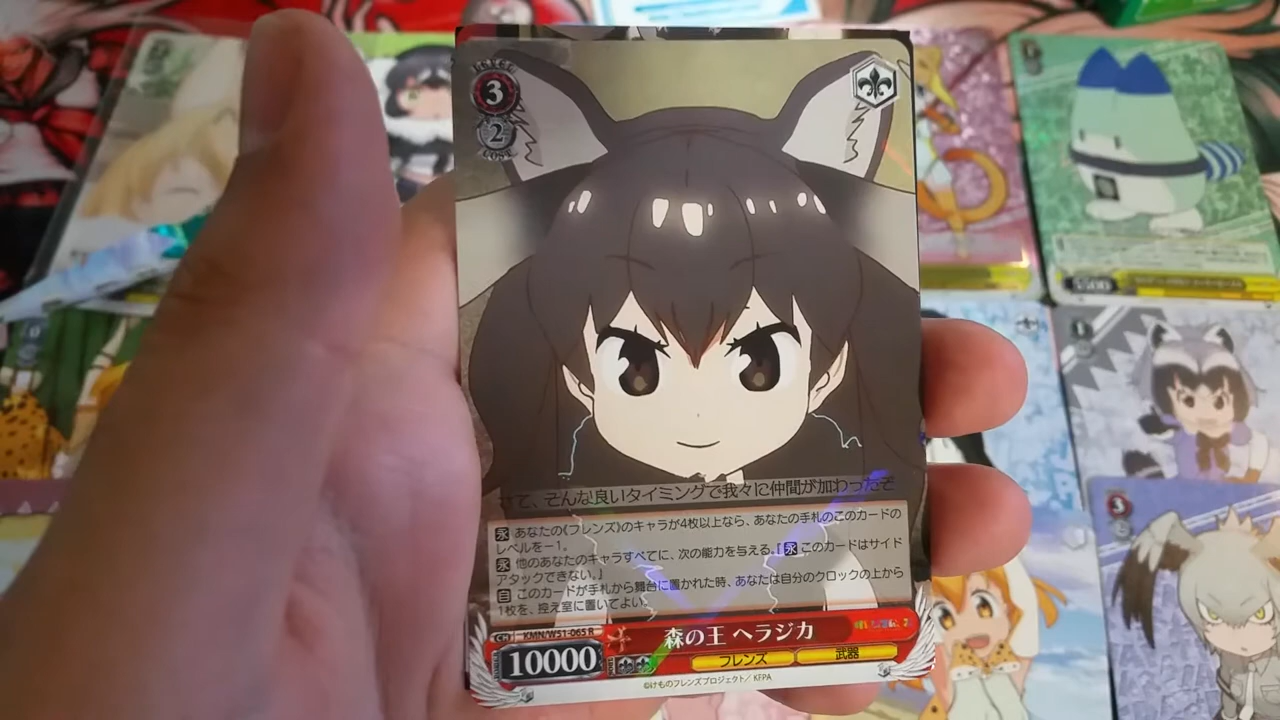 LEVEL
3
2
COST
さて、そんな良いタイミングで我々に仲間が加わったぞ
永 あなたの《フレンズ》のキャラが4枚以上なら、あなたの手札のこのカードの
レベルを－1。
永 他のあなたのキャラすべてに、次の能力を与える。『 永 このカードはサイド
アタックできない。』
自 このカードが手札から舞台に置かれた時、あなたは自分のクロックの上から
1枚を、控え室に置いてよい。
CH KMN/W51-065 R
森の王 ヘラジカ
10000
フレンズ 武器
©けものフレンズプロジェクト／KFPA
3